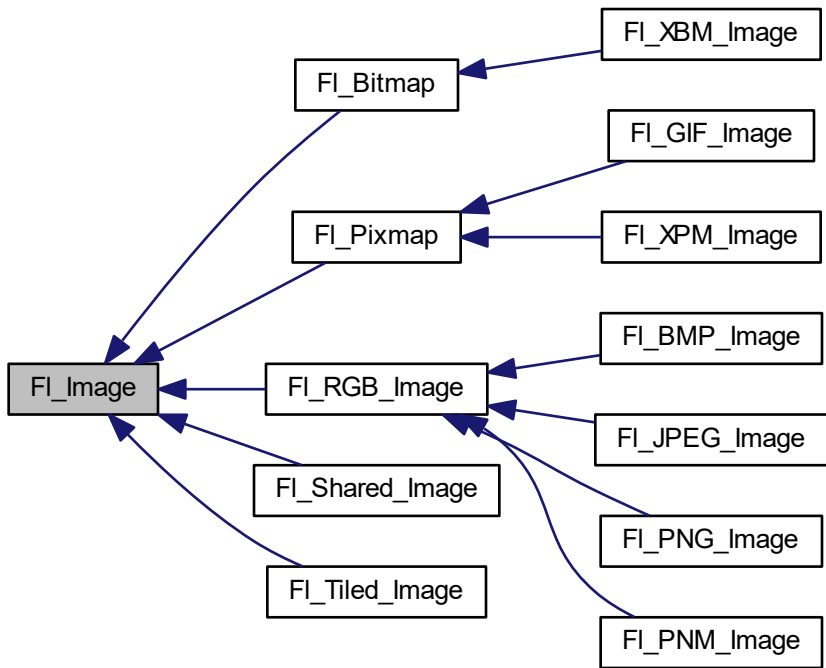 Fl_XBM_Image
Fl_Bitmap
Fl_GIF_Image
Fl_Pixmap
Fl_XPM_Image
Fl_BMP_Image
Fl_Image
Fl_RGB_Image
Fl_JPEG_Image
Fl_Shared_Image
Fl_PNG_Image
Fl_Tiled_Image
Fl_PNM_Image